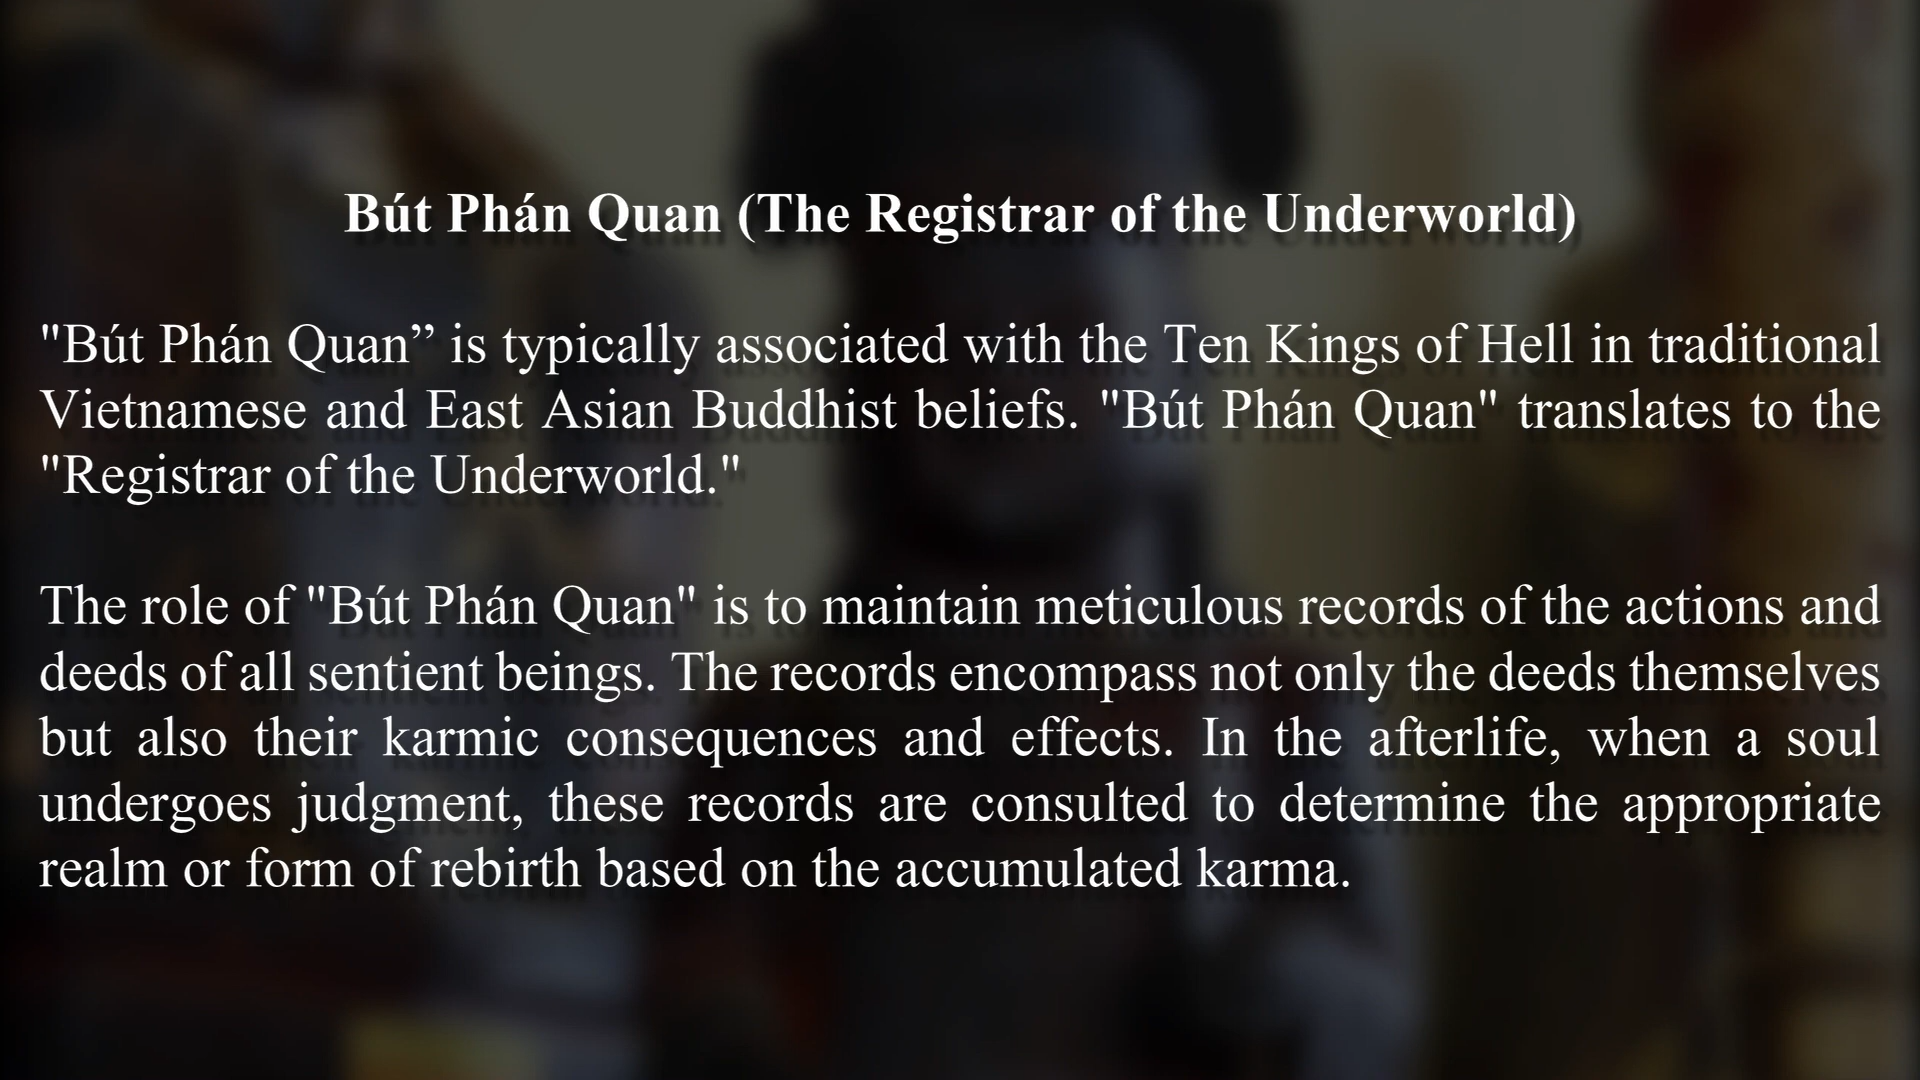 Bút Phán Quan (The Registrar of the Underworld)
"Bút Phán Quan” is typically associated with the Ten Kings of Hell in traditional
Vietnamese and East Asian Buddhist beliefs. "Bút Phán Quan" translates to the
"Registrar of the Underworld."
The role of "Bút Phán Quan" is to maintain meticulous records of the actions and
deeds of all sentient beings. The records encompass not only the deeds themselves
but also their karmic consequences and effects. In the afterlife, when a soul
undergoes judgment, these records are consulted to determine the appropriate
realm or form of rebirth based on the accumulated karma.